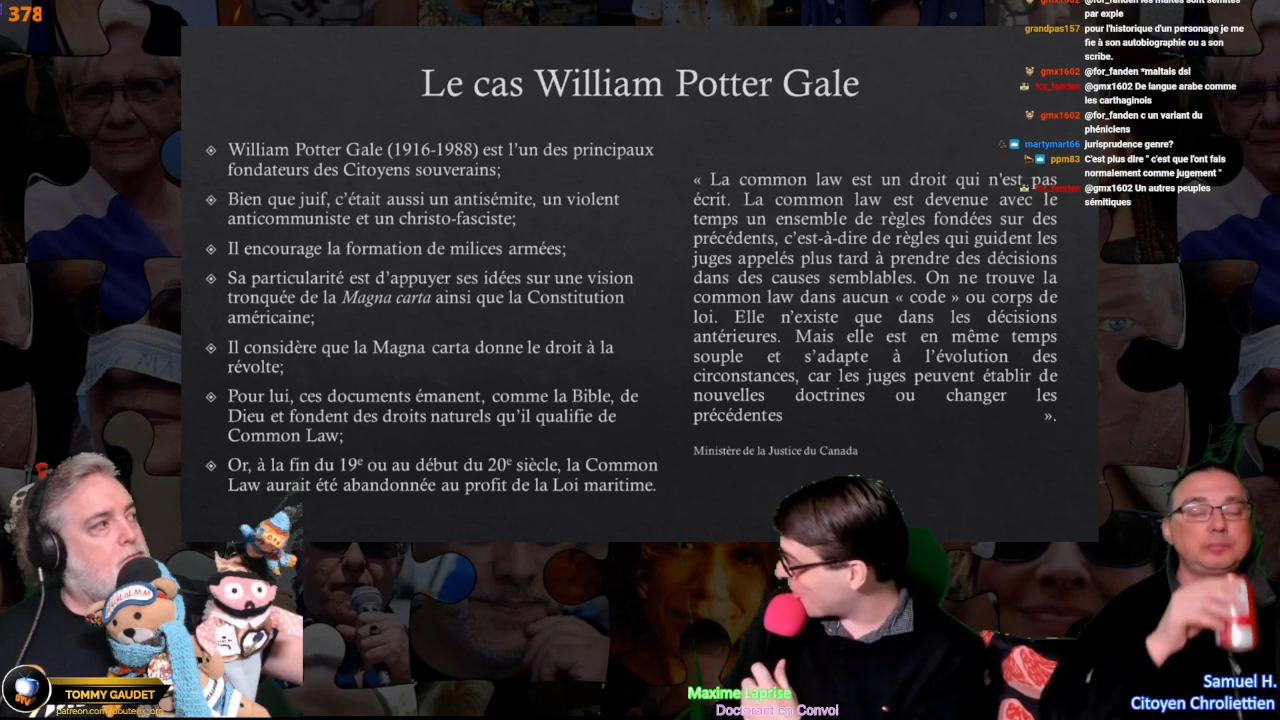 378
Le cas William Potter Gale
William Potter Gale (1916-1988) est l'un des principaux
fondateurs des Citoyens souverains;
Bien que juif, c'était aussi un antisémite, un violent
anticommuniste et un christo-fasciste;
Il encourage la formation de milices armées;
Sa particularité est d'appuyer ses idées sur une vision
tronquée de la Magna carta ainsi que la Constitution
américaine;
Il considère que la Magna carta donne le droit à la
révolte;
Pour lui, ces documents émanent, comme la Bible, de
Dieu et fondent des droits naturels qu'il qualifie de
Common Law;
Or, à la fin du 19e ou au début du 20e siècle, la Common
Law aurait été abandonnée au profit de la Loi maritime.
« La common law est un droit qui n'est pas
écrit. La common law est devenue avec le
temps un ensemble de règles fondées sur des
précédents, c'est-à-dire de règles qui guident les
juges appelés plus tard à prendre des décisions
dans des causes semblables. On ne trouve la
common law dans aucun « code » ou corps de
loi. Elle n'existe que dans les décisions
antérieures. Mais elle est en même temps
souple et s'adapte à l'évolution des
circonstances, car les juges peuvent établir de
nouvelles doctrines ou changer les
précédentes ».
Ministère de la Justice du Canada
gmx1602 @for_fanden les maltes sont sémites
par expie
grandpas157 pour l'historique d'un personage je me
fie à son autobiographie ou a son
scribe.
gmx1602 @for_fanden *maltais dsl
for_fanden @gmx1602 De langue arabe comme
les carthaginois
gmx1602 @for_fanden c un variant du
phéniciens
martymart66 jurisprudence genre?
ppm83 C'est plus dire " c'est que l'ont fais
normalement comme jugement "
for_fanden @gmx1602 Un autres peuples
sémitiques
TOMMY GAUDET
Maxime Laprise
Doctorant en Convoi
Samuel H.
Citoyen Chroliettien